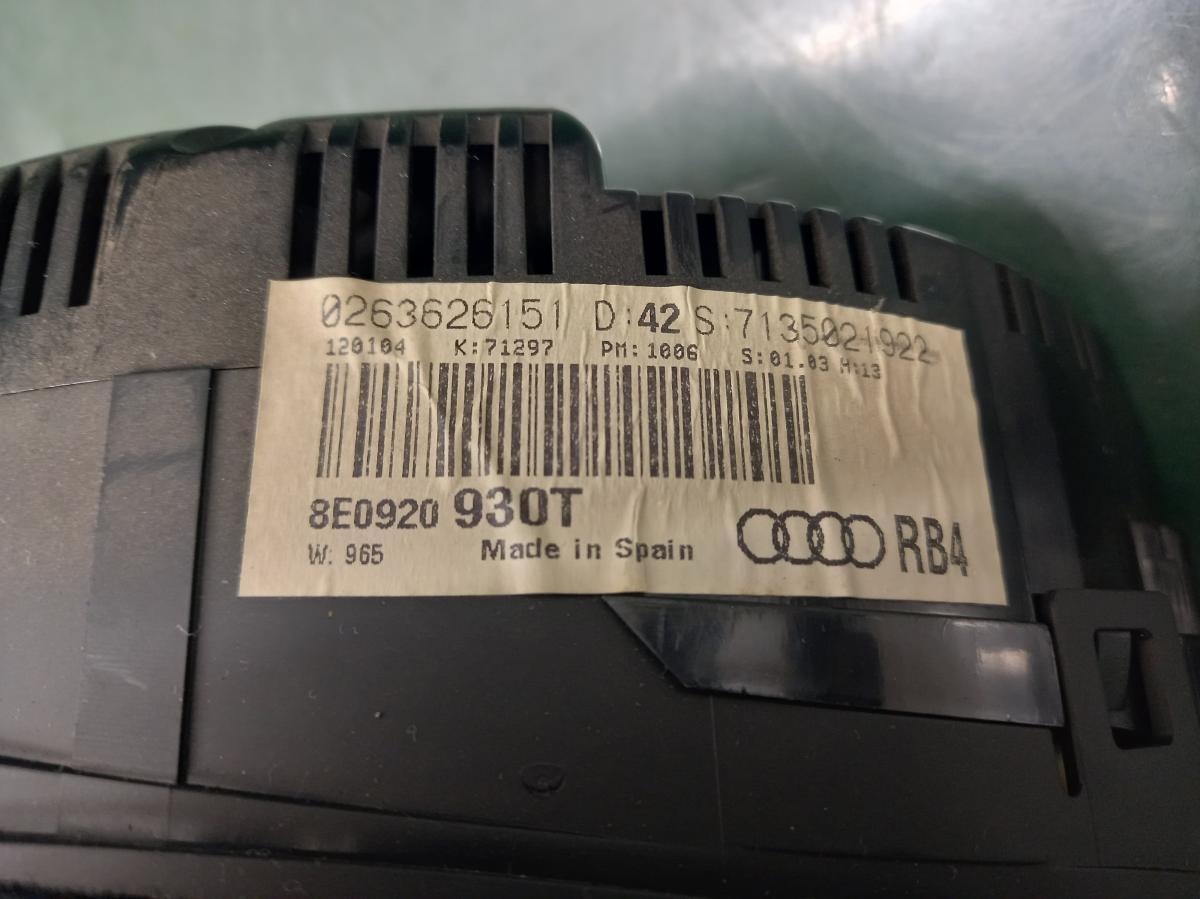 0263626151 D:42 S:7135021922
120104 K:71297 PM:1006 S:01.03 H:13
8E0920 930T
W: 965 Made in Spain RB4